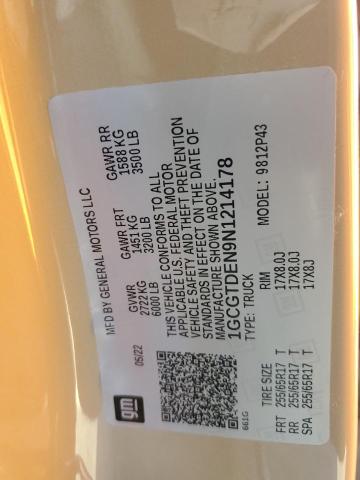 gm
MFD BY GENERAL MOTORS LLC
05/22
GVWR GAWR FRT GAWR RR
2722 KG 1451 KG 1588 KG
6000 LB 3200 LB 3500 LB
THIS VEHICLE CONFORMS TO ALL
APPLICABLE U.S. FEDERAL MOTOR
VEHICLE SAFETY AND THEFT PREVENTION
STANDARDS IN EFFECT ON THE DATE OF
MANUFACTURE SHOWN ABOVE.
1GCGTDEN9N1214178
TYPE: TRUCK MODEL: 9812P43
661G
TIRE SIZE RIM
FRT 255/65R17 T 17X8.0J
RR 255/65R17 T 17X8.0J
SPA 255/65R17 T 17X8J